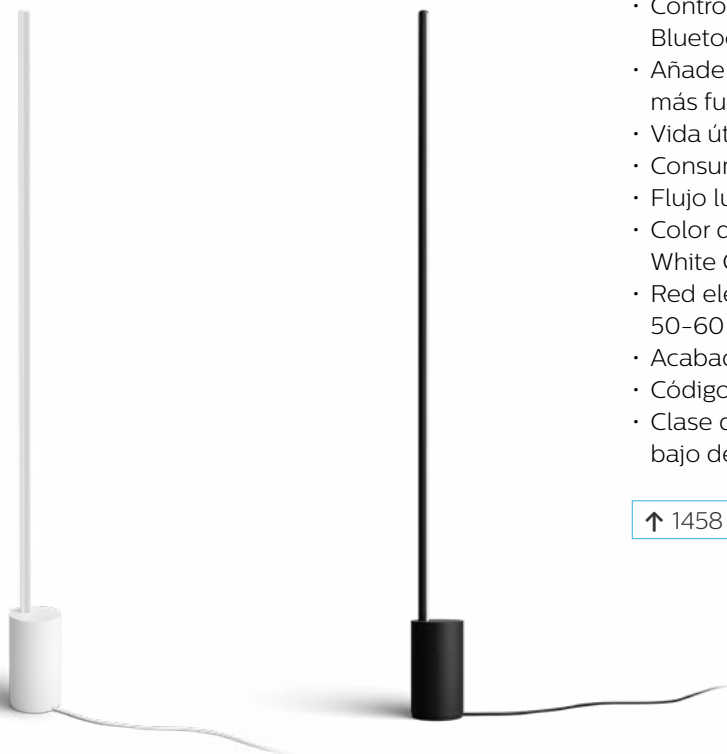 • Contro
Bluetoo
• Añade
más fu
• Vida út
• Consur
• Flujo lu
• Color d
White
• Red ele
50-60
• Acabac
• Código
• Clase d
bajo de
↑ 1458